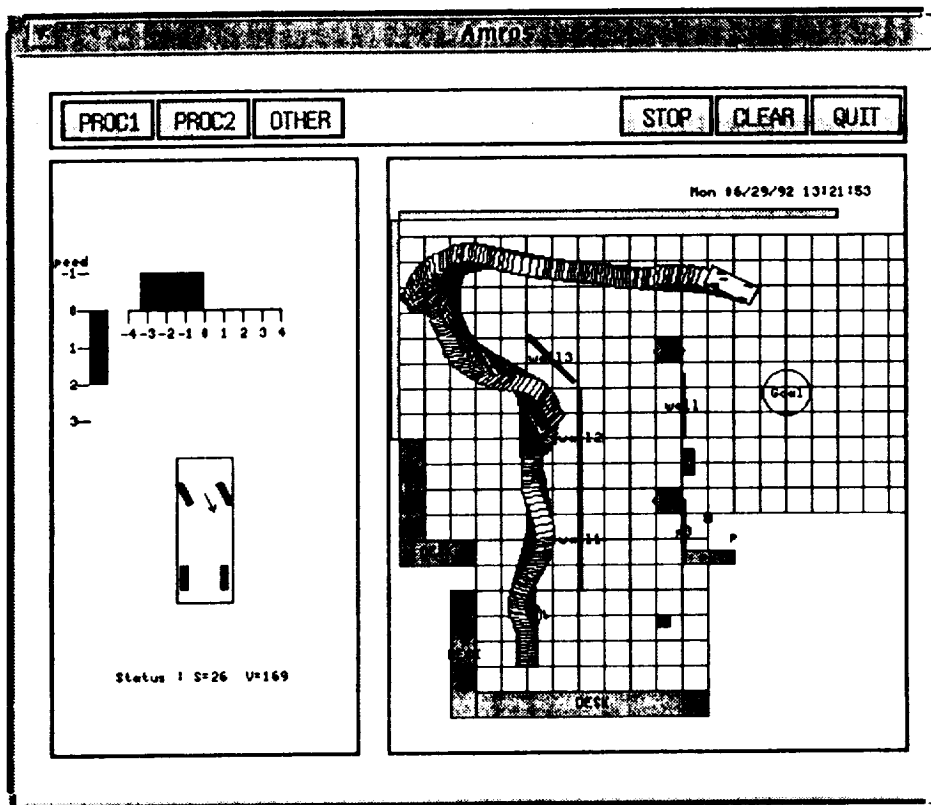 Amros
PROC1 PROC2 OTHER STOP CLEAR QUIT
Mon 06/29/92 13:21:53
-1
0
-4 -3 -2 -1 0 1 2 3 4
1
2
3
wall3
Goal
wall
wall2
wall1
P
DESK
Status : S=26 V=169